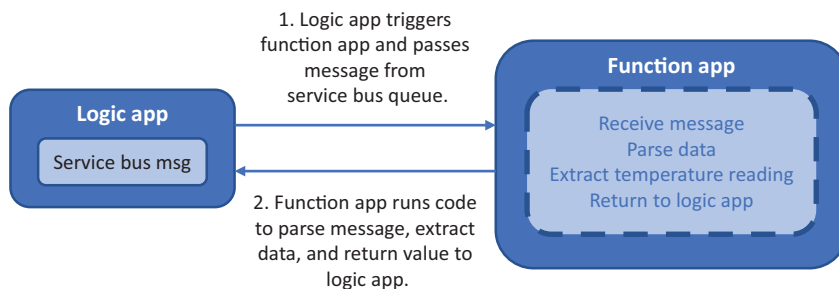 1. Logic app triggers
function app and passes
message from
service bus queue.
Function app
Logic app
Service bus msg
Receive message
Parse data
Extract temperature reading
Return to logic app
2. Function app runs code
to parse message, extract
data, and return value to
logic app.